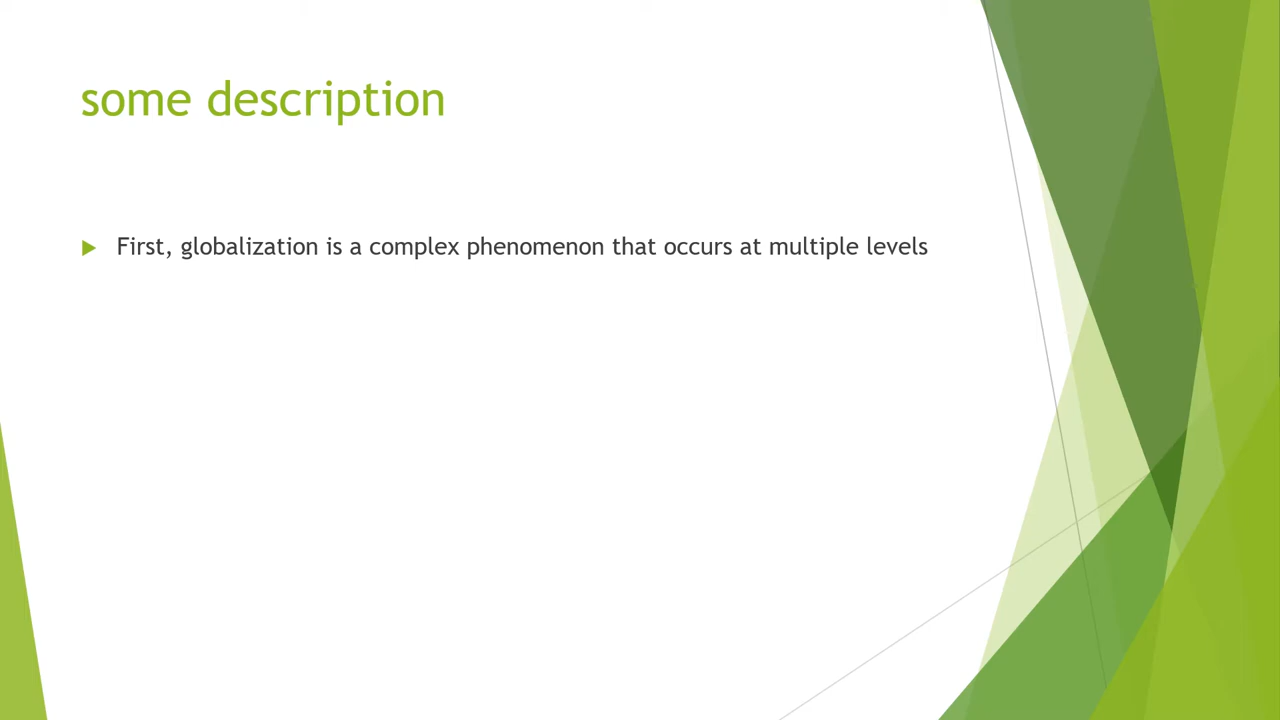 some description
First, globalization is a complex phenomenon that occurs at multiple levels